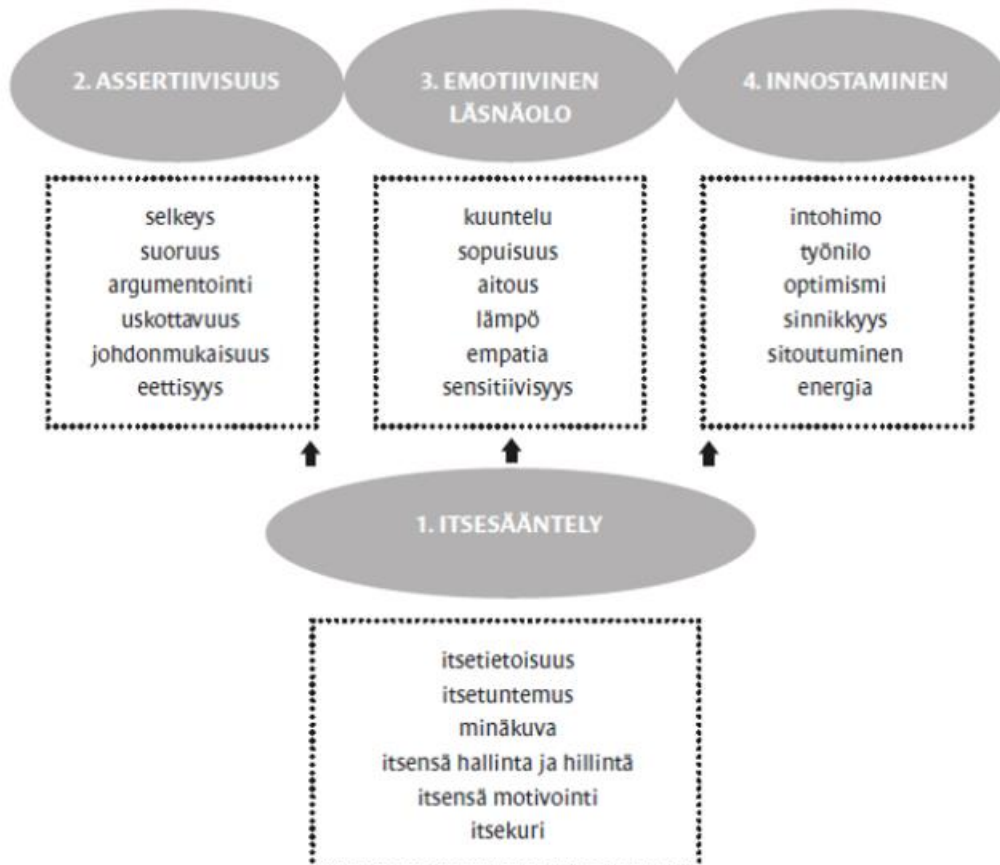 2. ASSERTIIVISUUS
3. EMOTIIVINEN
LÄSNÄOLO
4. INNOSTAMINEN
selkeys
suoruus
argumentointi
uskottavuus
johdonmukaisuus
eettisyys
kuuntelu
sopuisuus
aitous
lämpö
empatia
sensitiivisyys
intohimo
työnilo
optimismi
sinnikkyys
sitoutuminen
energia
1. ITSESÄÄNTELY
itsetietoisuus
itsetuntemus
minäkuva
itsensä hallinta ja hillintä
itsensä motivointi
itsekuri